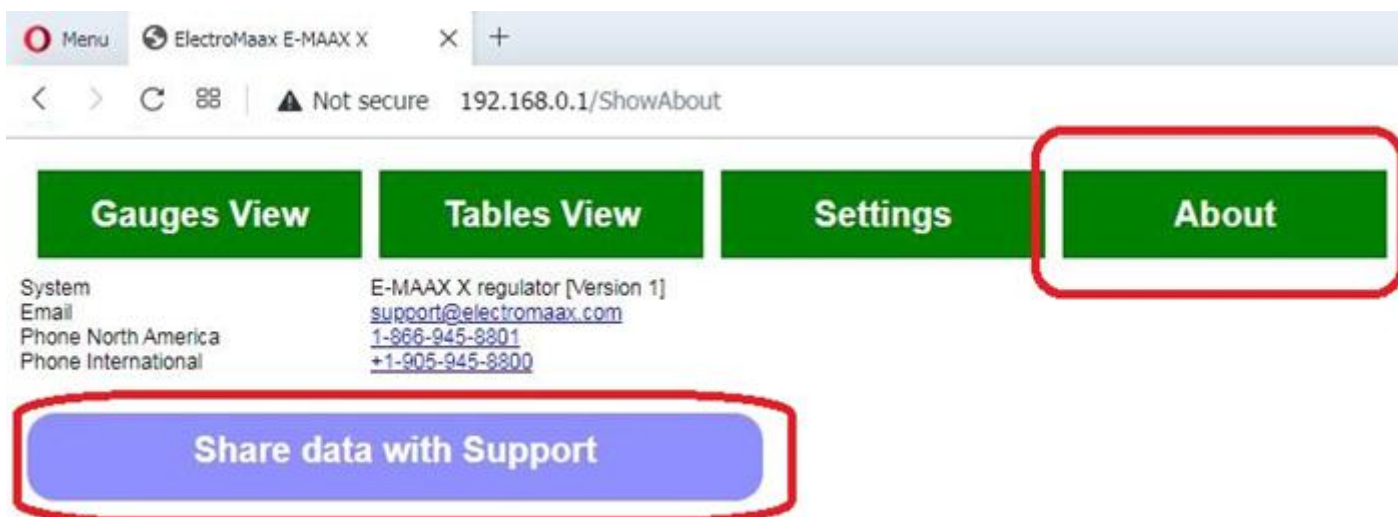 Menu ElectroMaax E-MAAX X
Not secure 192.168.0.1/ShowAbout
Gauges View Tables View Settings About
System E-MAAX X regulator [Version 1]
Email support@electromaax.com
Phone North America 1-866-945-8801
Phone International +1-905-945-8800
Share data with Support